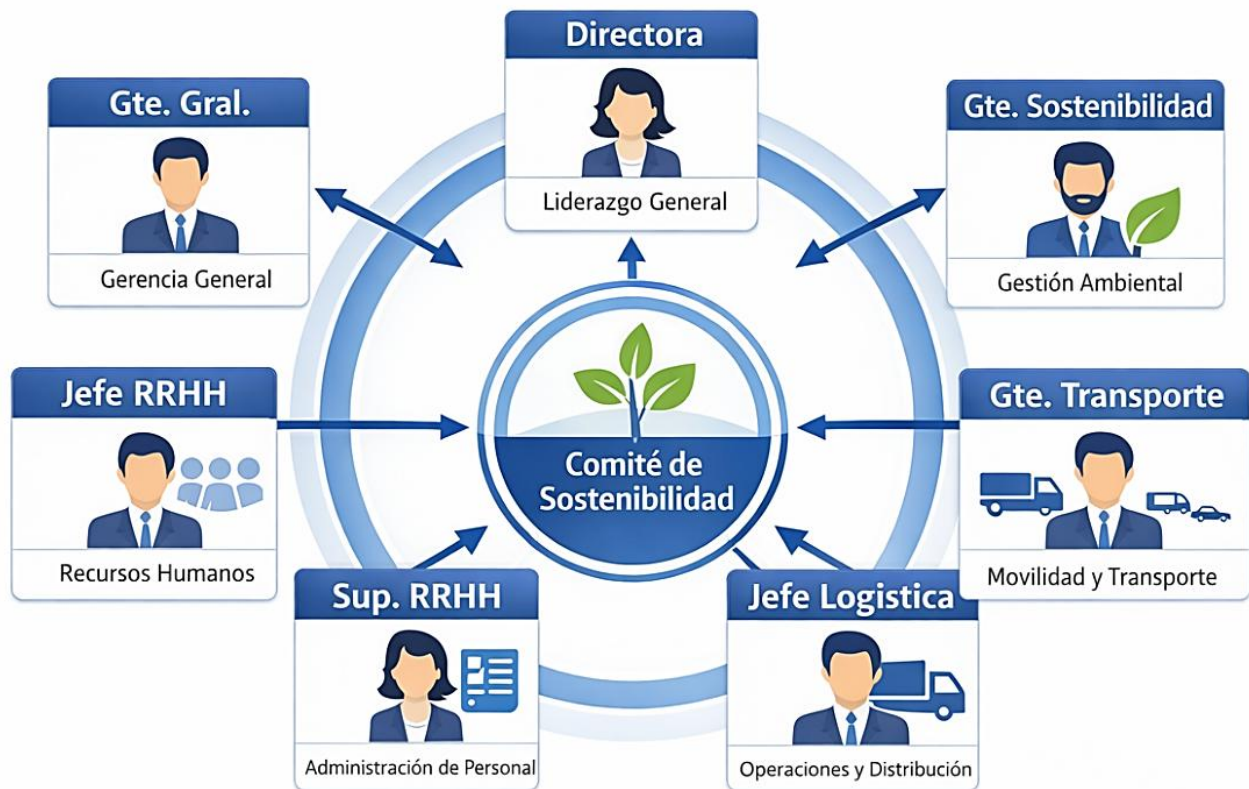 Directora
Liderazgo General
Gte. Gral.
Gerencia General
Gte. Sostenibilidad
Gestión Ambiental
Jefe RRHH
Recursos Humanos
Comité de
Sostenibilidad
Gte. Transporte
Movilidad y Transporte
Sup. RRHH
Administración de Personal
Jefe Logistica
Operaciones y Distribución